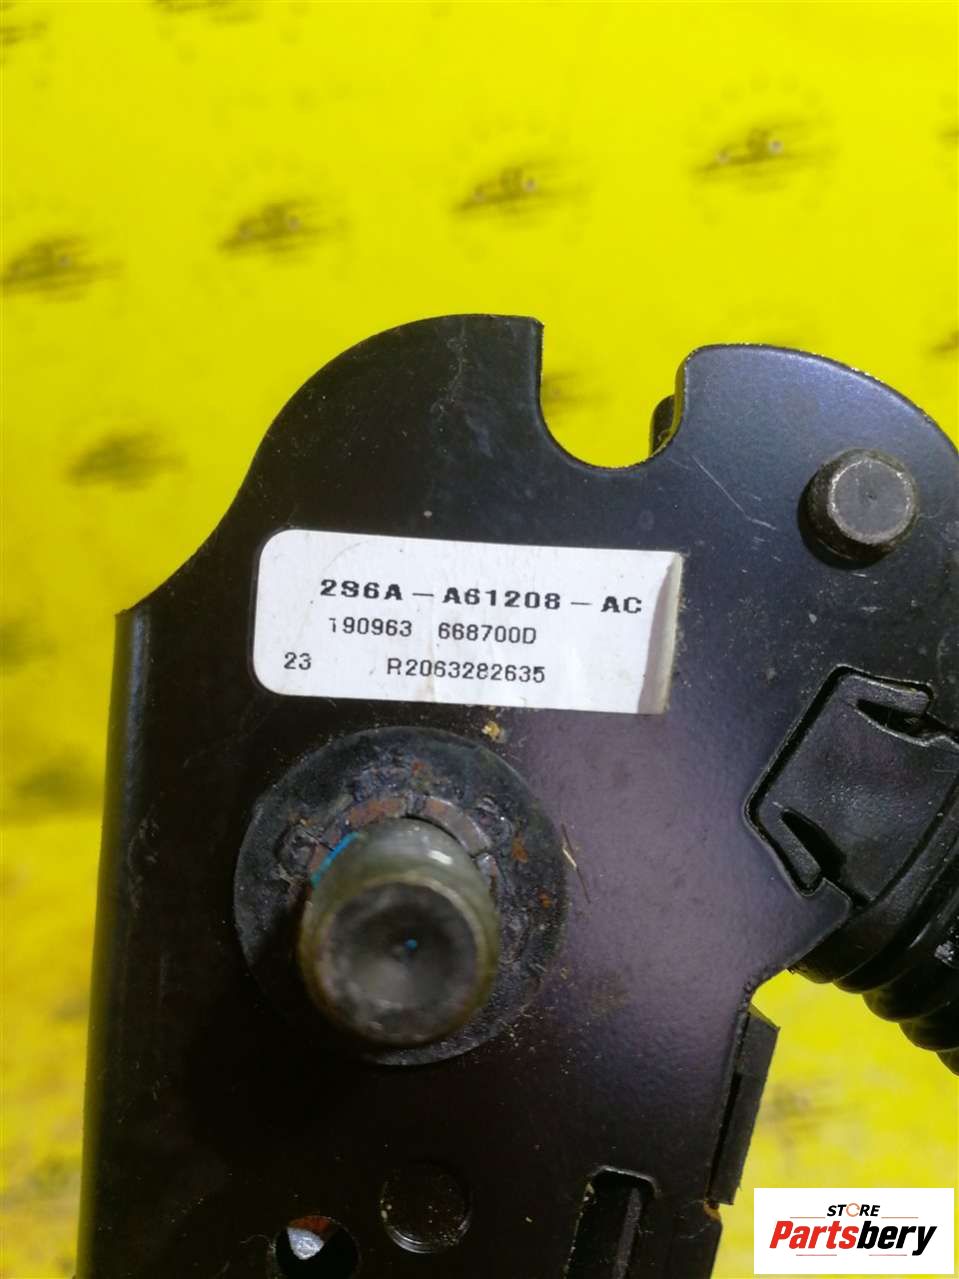 2S6A - A61208 - AC
190963 668700D
23 R2063282635
STORE
Partsbery